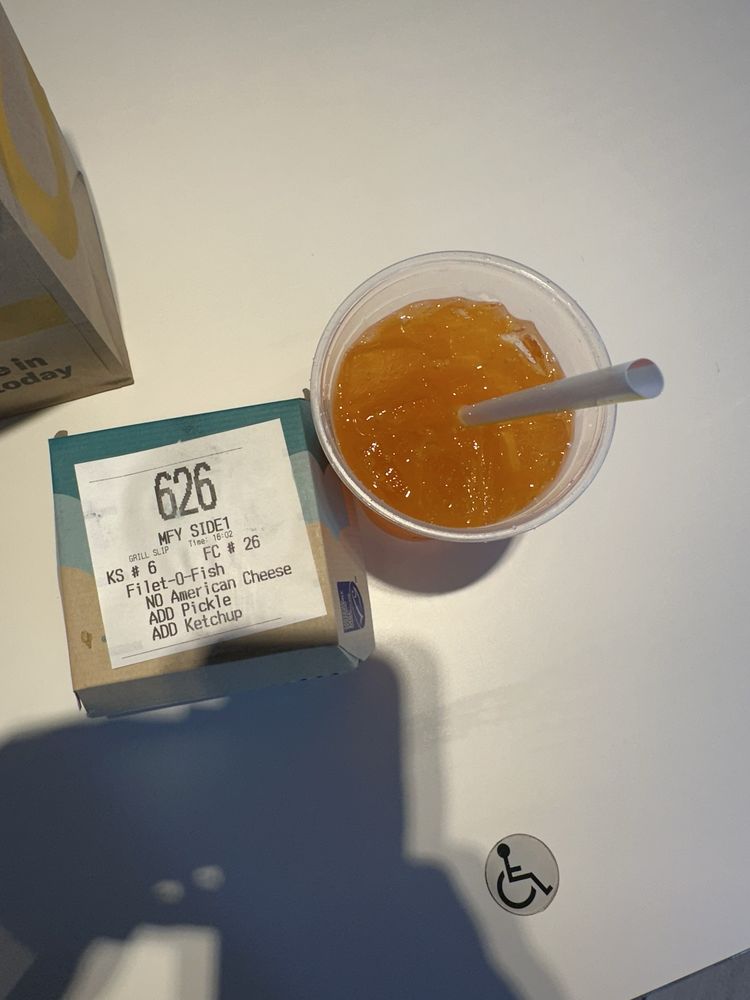 e in
today
626
MFY SIDE1
GRILL SLIP Time: 16:02
KS # 6 FC # 26
Filet-O-Fish
NO American Cheese
ADD Pickle
ADD Ketchup